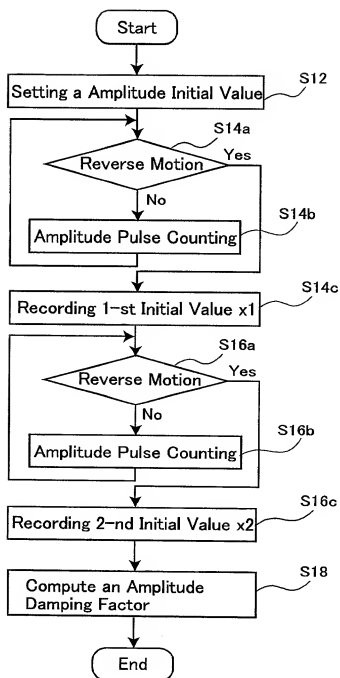 Start
Setting a Amplitude Initial Value
S12
S14a
Reverse Motion
Yes
No
S14b
Amplitude Pulse Counting
S14c
Recording 1-st Initial Value x1
S16a
Reverse Motion
Yes
No
S16b
Amplitude Pulse Counting
S16c
Recording 2-nd Initial Value x2
S18
Compute an Amplitude
Damping Factor
End